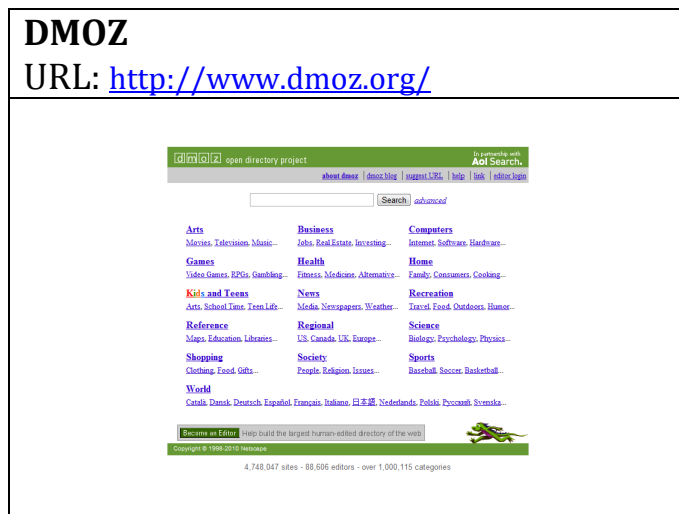 DMOZ
URL: http://www.dmoz.org/
dmoz open directory project
In partnership with
Aol Search.
about dmoz | dmoz blog | suggest URL | help | link | editor login
Search advanced
Arts Business Computers
Movies, Television, Music... Jobs, Real Estate, Investing... Internet, Software, Hardware...
Games Health Home
Video Games, RPGs, Gambling... Fitness, Medicine, Alternative... Family, Consumers, Cooking...
Kids and Teens News Recreation
Arts, School Time, Teen Life... Media, Newspapers, Weather... Travel, Food, Outdoors, Humor...
Reference Regional Science
Maps, Education, Libraries... US, Canada, UK, Europe... Biology, Psychology, Physics...
Shopping Society Sports
Clothing, Food, Gifts... People, Religion, Issues... Baseball, Soccer, Basketball...
World
Català, Dansk, Deutsch, Español, Français, Italiano, 日本語, Nederlands, Polski, Русский, Svenska...
Become an Editor Help build the largest human-edited directory of the web
Copyright © 1998-2010 Netscape
4,748,047 sites - 88,606 editors - over 1,000,115 categories